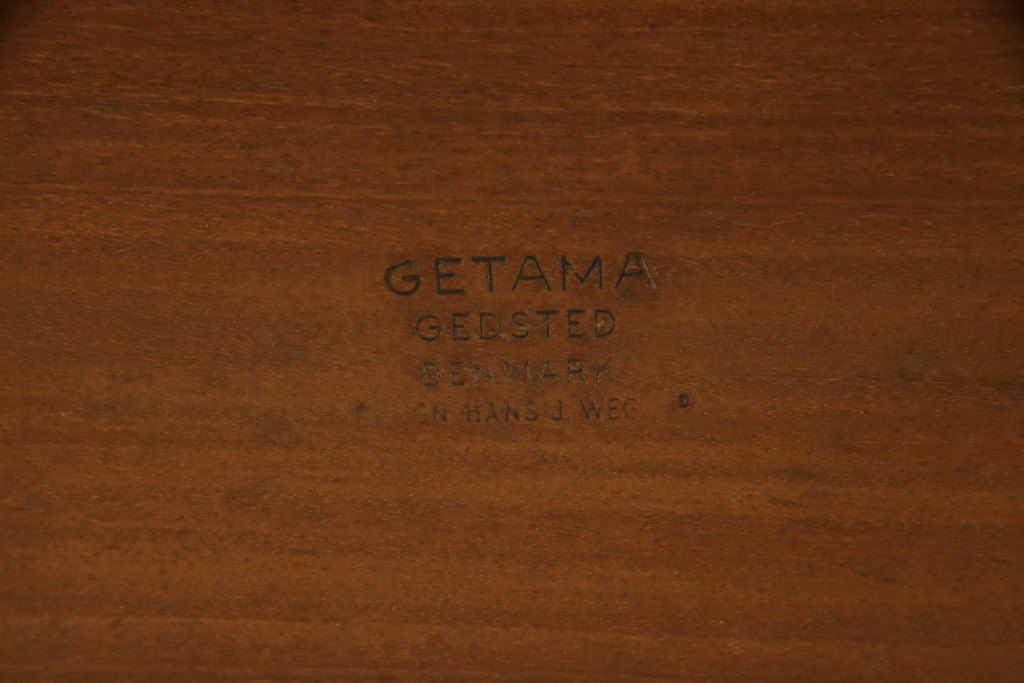 GETAMA
GEDSTED
DENMARK
HANS J.